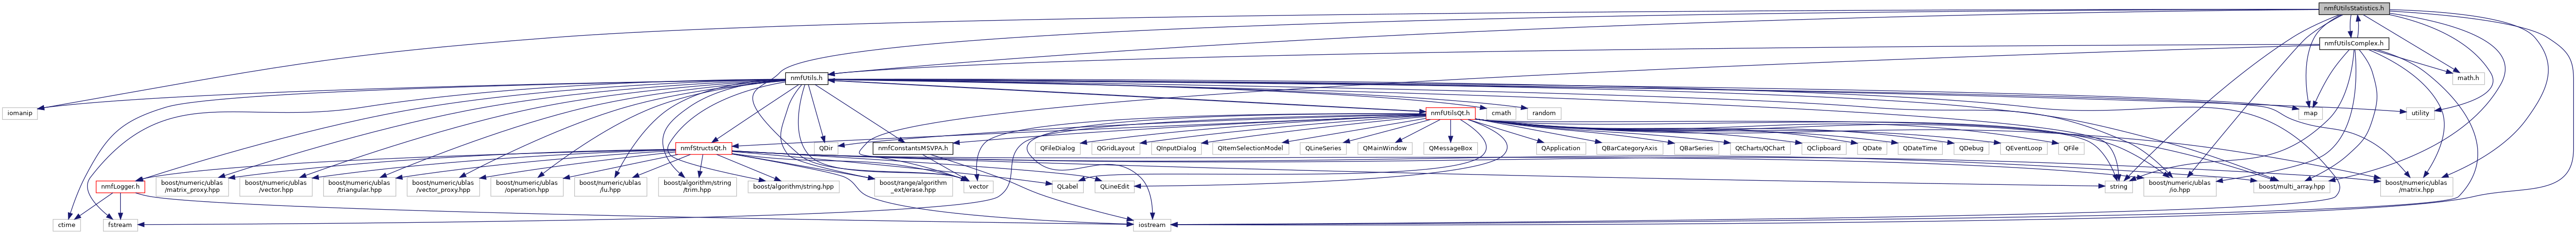 nmfUtilsStatistics.h
nmfUtilsComplex.h
nmfUtils.h
math.h
iomanip
nmfUtilsQt.h
cmath
random
map
utility
nmfStructsQt.h
QDir
nmfConstantsMSVPA.h
QFileDialog
QGridLayout
QInputDialog
QItemSelectionModel
QLineSeries
QMainWindow
QMessageBox
QApplication
QBarCategoryAxis
QBarSeries
QtCharts/QChart
QClipboard
QDate
QDateTime
QDebug
QEventLoop
QFile
nmfLogger.h
boost/numeric/ublas
/matrix_proxy.hpp
boost/numeric/ublas
/vector.hpp
boost/numeric/ublas
/triangular.hpp
boost/numeric/ublas
/vector_proxy.hpp
boost/numeric/ublas
/operation.hpp
boost/numeric/ublas
/lu.hpp
boost/algorithm/string
/trim.hpp
boost/algorithm/string.hpp
boost/range/algorithm
_ext/erase.hpp
vector
QLabel
QLineEdit
string
boost/numeric/ublas
/io.hpp
boost/multi_array.hpp
boost/numeric/ublas
/matrix.hpp
ctime
fstream
iostream